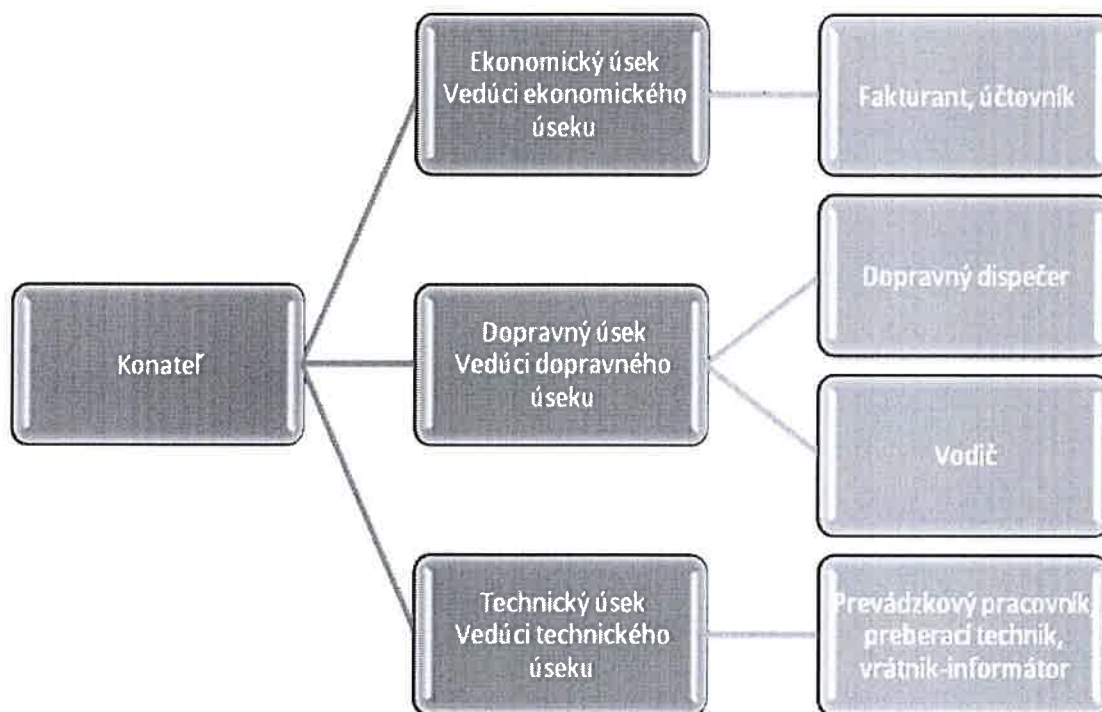 Ekonomický úsek
Vedúci ekonomického
úseku
Fakturant, účtovník
Konateľ
Dopravný úsek
Vedúci dopravného
úseku
Dopravný dispečer
Vodič
Technický úsek
Vedúci technického
úseku
Prevádzkový pracovník,
preberací technik,
vrátnik-informátor